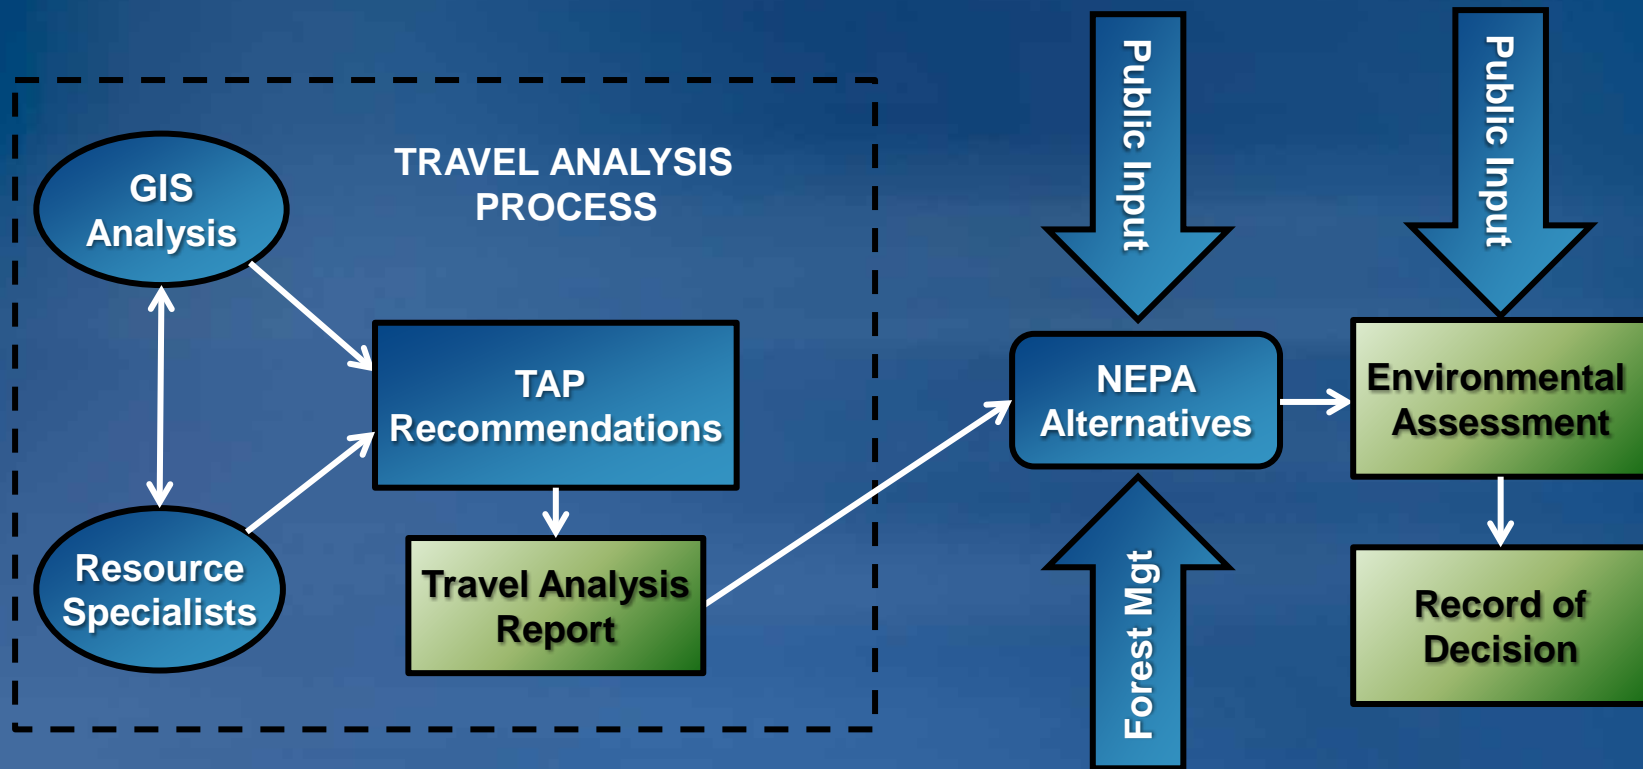 TRAVEL ANALYSIS
PROCESS
GIS
Analysis
Resource
Specialists
TAP
Recommendations
Travel Analysis
Report
Public Input
NEPA
Alternatives
Forest Mgt
Public Input
Environmental
Assessment
Record of
Decision